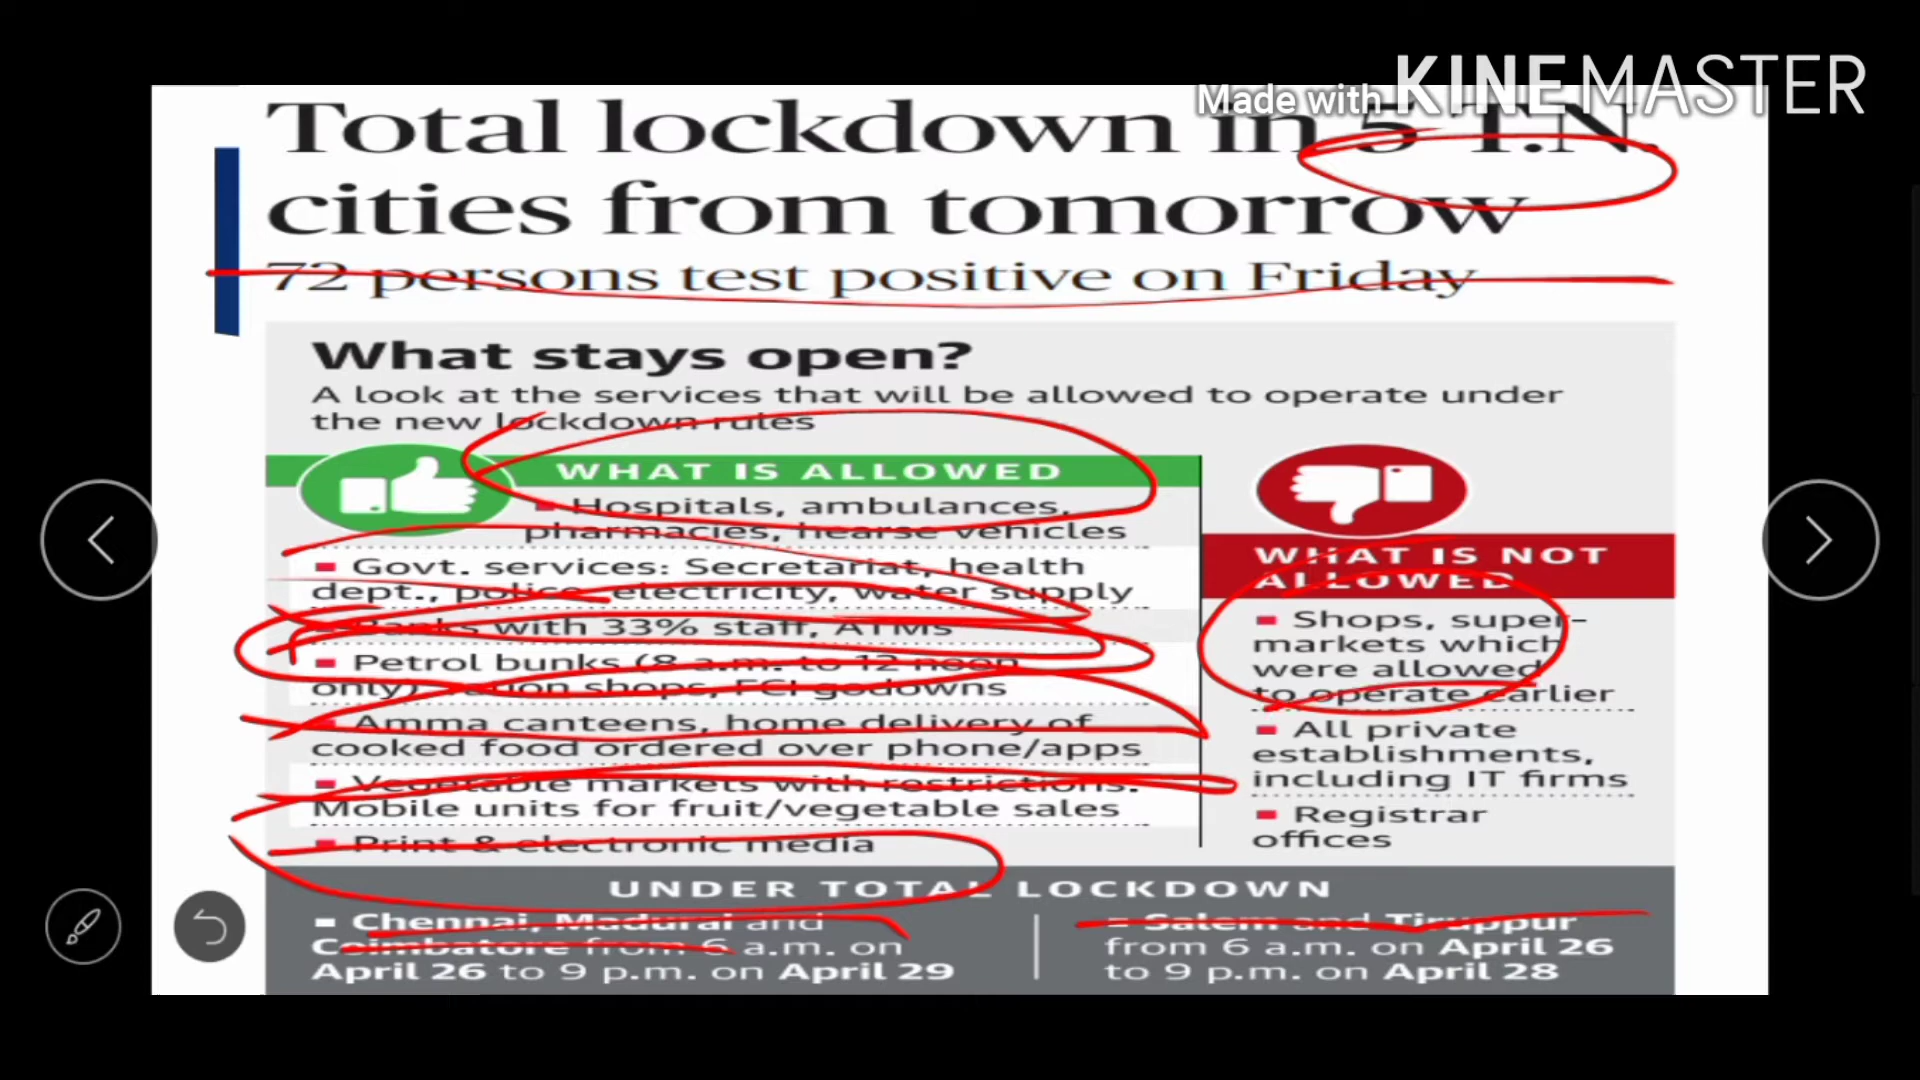 Made with KINEMASTER
Total lockdown in 5 T.N.
cities from tomorrow
72 persons test positive on Friday
What stays open?
A look at the services that will be allowed to operate under
the new lockdown rules
WHAT IS ALLOWED
Hospitals, ambulances,
pharmacies, hearse vehicles
Govt. services: Secretariat, health
dept., police, electricity, water supply
Banks with 33% staff, ATMs
Petrol bunks (8 a.m. to 12 noon
only), ration shops, FCI godowns
Amma canteens, home delivery of
cooked food ordered over phone/apps
Vegetable markets with restrictions.
Mobile units for fruit/vegetable sales
Print & electronic media
WHAT IS NOT
ALLOWED
Shops, super-
markets which
were allowed
to operate earlier
All private
establishments,
including IT firms
Registrar
offices
UNDER TOTAL LOCKDOWN
Chennai, Madurai and
Coimbatore from 6 a.m. on
April 26 to 9 p.m. on April 29
Salem and Tiruppur
from 6 a.m. on April 26
to 9 p.m. on April 28